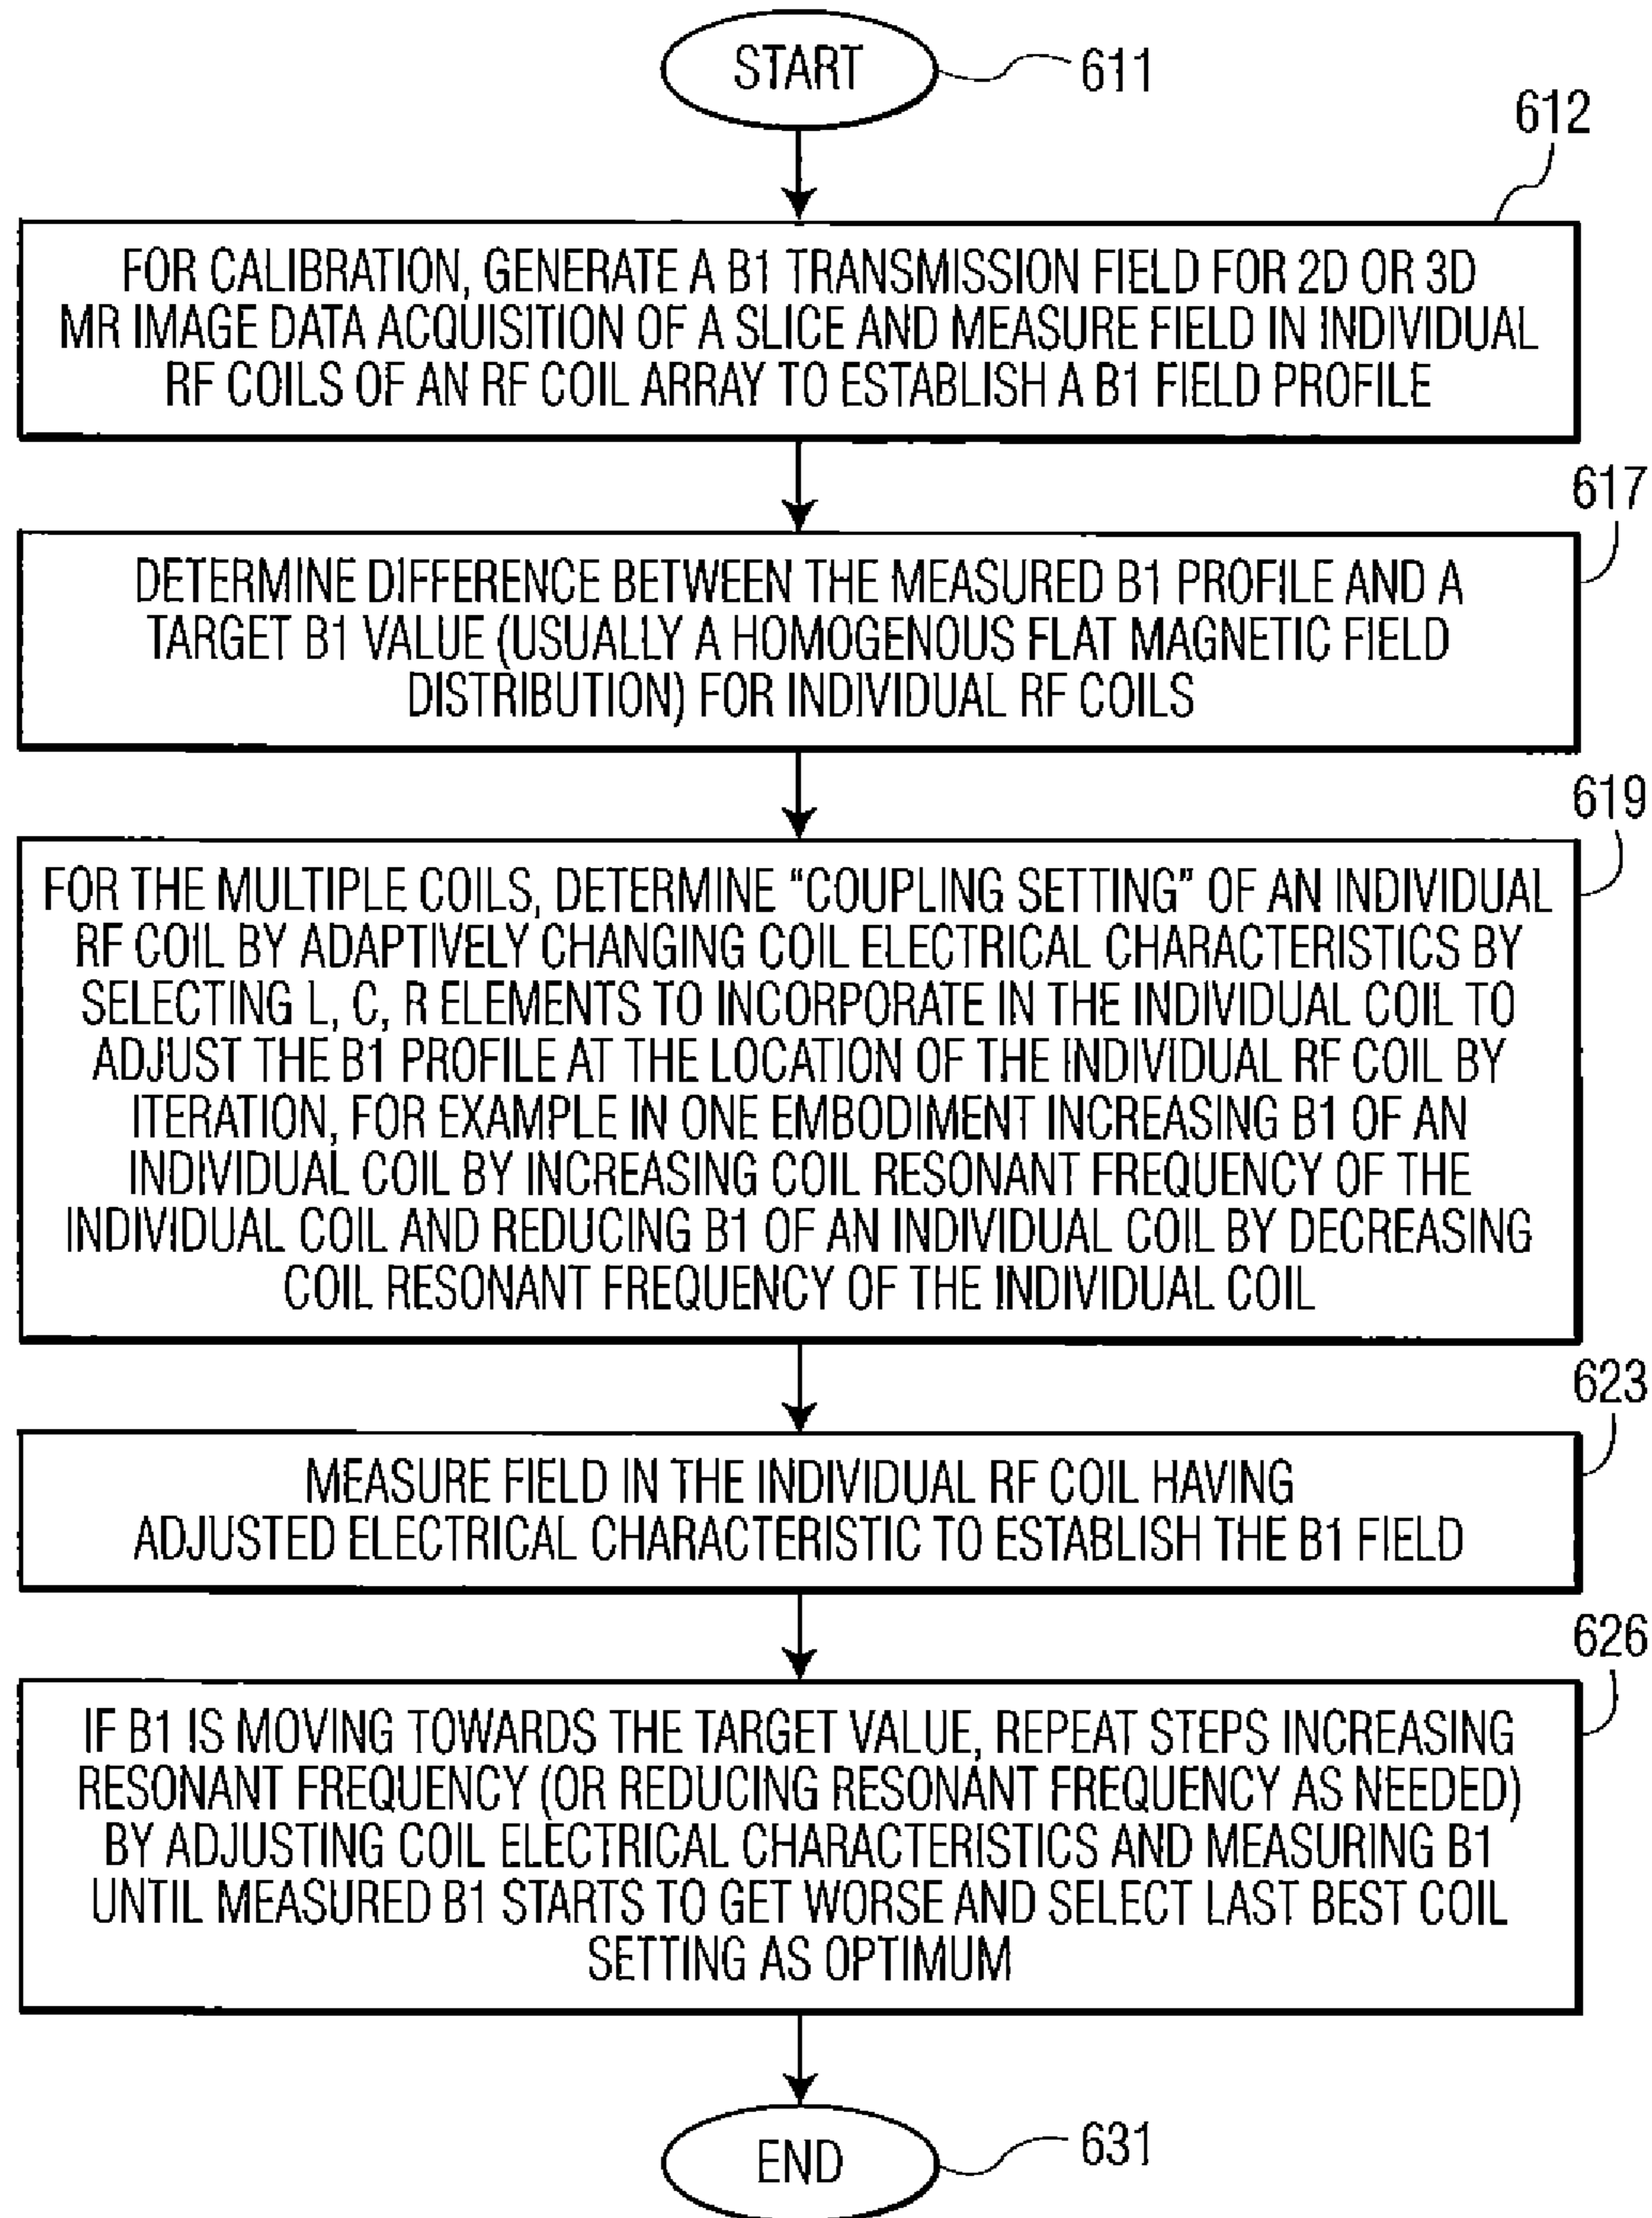 START
611
612
FOR CALIBRATION, GENERATE A B1 TRANSMISSION FIELD FOR 2D OR 3D
MR IMAGE DATA ACQUISITION OF A SLICE AND MEASURE FIELD IN INDIVIDUAL
RF COILS OF AN RF COIL ARRAY TO ESTABLISH A B1 FIELD PROFILE
617
DETERMINE DIFFERENCE BETWEEN THE MEASURED B1 PROFILE AND A
TARGET B1 VALUE (USUALLY A HOMOGENOUS FLAT MAGNETIC FIELD
DISTRIBUTION) FOR INDIVIDUAL RF COILS
619
FOR THE MULTIPLE COILS, DETERMINE "COUPLING SETTING" OF AN INDIVIDUAL
RF COIL BY ADAPTIVELY CHANGING COIL ELECTRICAL CHARACTERISTICS BY
SELECTING L, C, R ELEMENTS TO INCORPORATE IN THE INDIVIDUAL COIL TO
ADJUST THE B1 PROFILE AT THE LOCATION OF THE INDIVIDUAL RF COIL BY
ITERATION, FOR EXAMPLE IN ONE EMBODIMENT INCREASING B1 OF AN
INDIVIDUAL COIL BY INCREASING COIL RESONANT FREQUENCY OF THE
INDIVIDUAL COIL AND REDUCING B1 OF AN INDIVIDUAL COIL BY DECREASING
COIL RESONANT FREQUENCY OF THE INDIVIDUAL COIL
623
MEASURE FIELD IN THE INDIVIDUAL RF COIL HAVING
ADJUSTED ELECTRICAL CHARACTERISTIC TO ESTABLISH THE B1 FIELD
626
IF B1 IS MOVING TOWARDS THE TARGET VALUE, REPEAT STEPS INCREASING
RESONANT FREQUENCY (OR REDUCING RESONANT FREQUENCY AS NEEDED)
BY ADJUSTING COIL ELECTRICAL CHARACTERISTICS AND MEASURING B1
UNTIL MEASURED B1 STARTS TO GET WORSE AND SELECT LAST BEST COIL
SETTING AS OPTIMUM
END
631